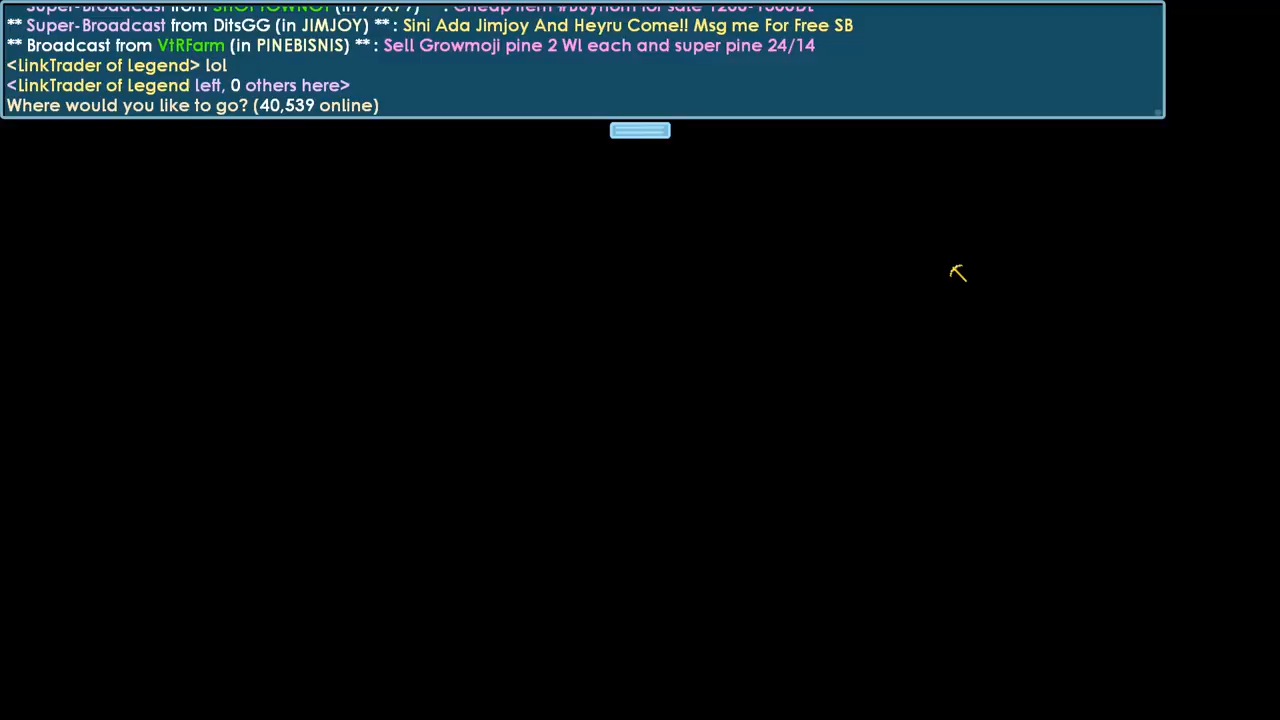 ** Super-Broadcast from DitsGG (in JIMJOY) ** : Sini Ada Jimjoy And Heyru Come!! Msg me For Free SB
** Broadcast from VtRFarm (in PINEBISNIS) ** : Sell Growmoji pine 2 Wl each and super pine 24/14
<LinkTrader of Legend> lol
<LinkTrader of Legend left, 0 others here>
Where would you like to go? (40,539 online)